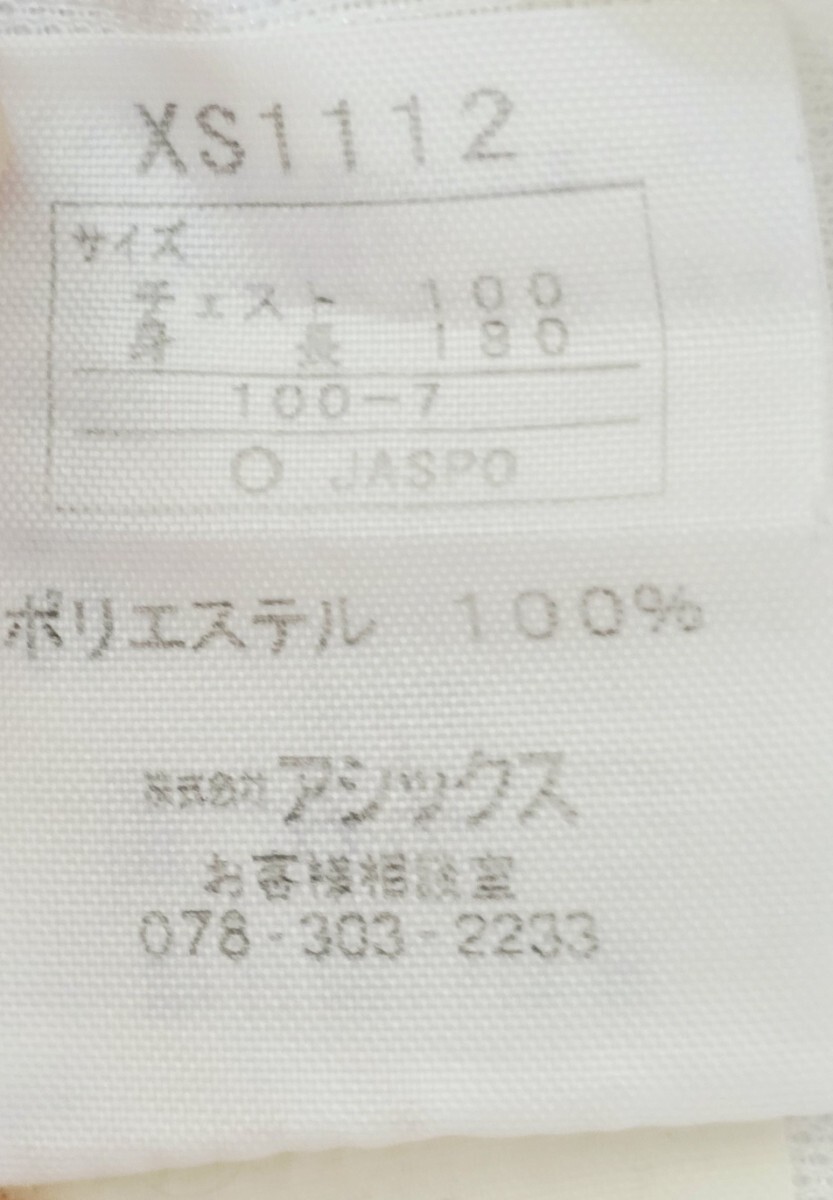 XS1112
サイズ
チェスト 100
身長 190
100-7
○ JASPO
ポリエステル 100%
株式会社アシックス
お客様相談室
078-303-2233